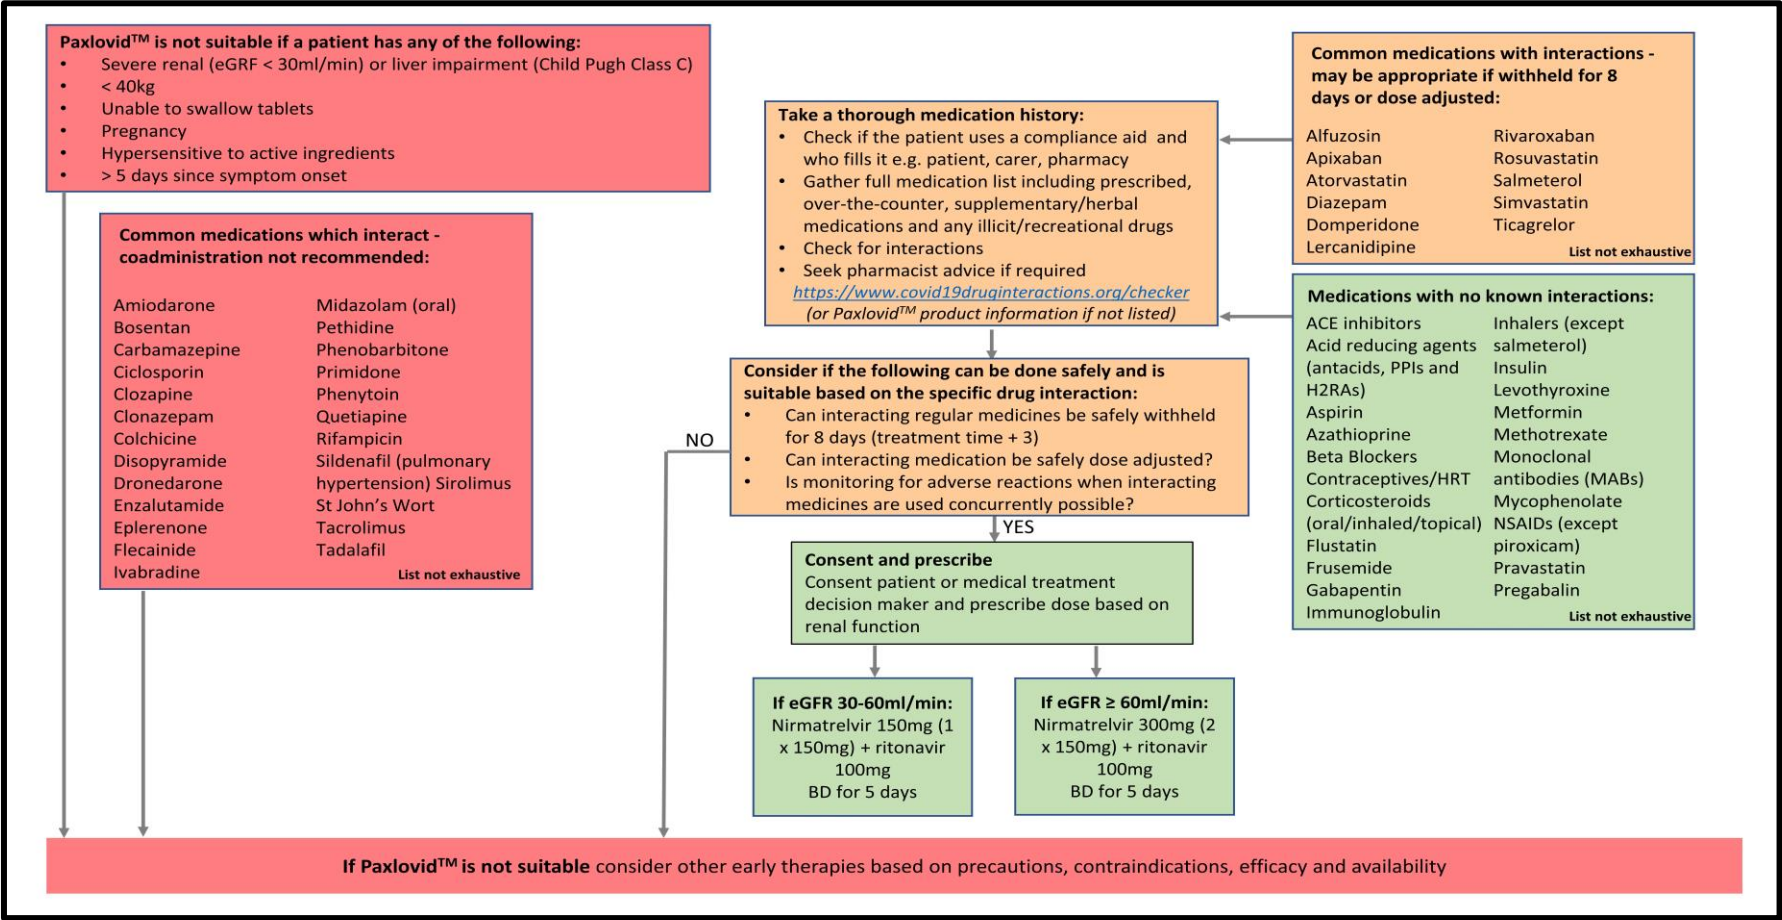 Paxlovid™ is not suitable if a patient has any of the following:
• Severe renal (eGRF < 30ml/min) or liver impairment (Child Pugh Class C)
• < 40kg
• Unable to swallow tablets
• Pregnancy
• Hypersensitive to active ingredients
• > 5 days since symptom onset
Common medications which interact -
coadministration not recommended:
Amiodarone
Bosentan
Carbamazepine
Ciclosporin
Clozapine
Clonazepam
Colchicine
Disopyramide
Dronedarone
Enzalutamide
Eplerenone
Flecainide
Ivabradine
Midazolam (oral)
Pethidine
Phenobarbitone
Primidone
Phenytoin
Quetiapine
Rifampicin
Sildenafil (pulmonary
hypertension) Sirolimus
St John’s Wort
Tacrolimus
Tadalafil
List not exhaustive
Take a thorough medication history:
• Check if the patient uses a compliance aid and
who fills it e.g. patient, carer, pharmacy
• Gather full medication list including prescribed,
over-the-counter, supplementary/herbal
medications and any illicit/recreational drugs
• Check for interactions
• Seek pharmacist advice if required
https://www.covid19druginteractions.org/checker
(or Paxlovid™ product information if not listed)
Common medications with interactions -
may be appropriate if withheld for 8
days or dose adjusted:
Alfuzosin
Apixaban
Atorvastatin
Diazepam
Domperidone
Lercanidipine
Rivaroxaban
Rosuvastatin
Salmeterol
Simvastatin
Ticagrelor
List not exhaustive
Medications with no known interactions:
ACE inhibitors
Acid reducing agents
(antacids, PPIs and
H2RAs)
Aspirin
Azathioprine
Beta Blockers
Contraceptives/HRT
Corticosteroids
(oral/inhaled/topical)
Flustatin
Frusemide
Gabapentin
Immunoglobulin
Inhalers (except
salmeterol)
Insulin
Levothyroxine
Metformin
Methotrexate
Monoclonal
antibodies (MABs)
Mycophenolate
NSAIDs (except
piroxicam)
Pravastatin
Pregabalin
List not exhaustive
Consider if the following can be done safely and is
suitable based on the specific drug interaction:
• Can interacting regular medicines be safely withheld
for 8 days (treatment time + 3)
• Can interacting medication be safely dose adjusted?
• Is monitoring for adverse reactions when interacting
medicines are used concurrently possible?
NO
YES
Consent and prescribe
Consent patient or medical treatment
decision maker and prescribe dose based on
renal function
If eGFR 30-60ml/min:
Nirmatrelvir 150mg (1
x 150mg) + ritonavir
100mg
BD for 5 days
If eGFR ≥ 60ml/min:
Nirmatrelvir 300mg (2
x 150mg) + ritonavir
100mg
BD for 5 days
If Paxlovid™ is not suitable consider other early therapies based on precautions, contraindications, efficacy and availability